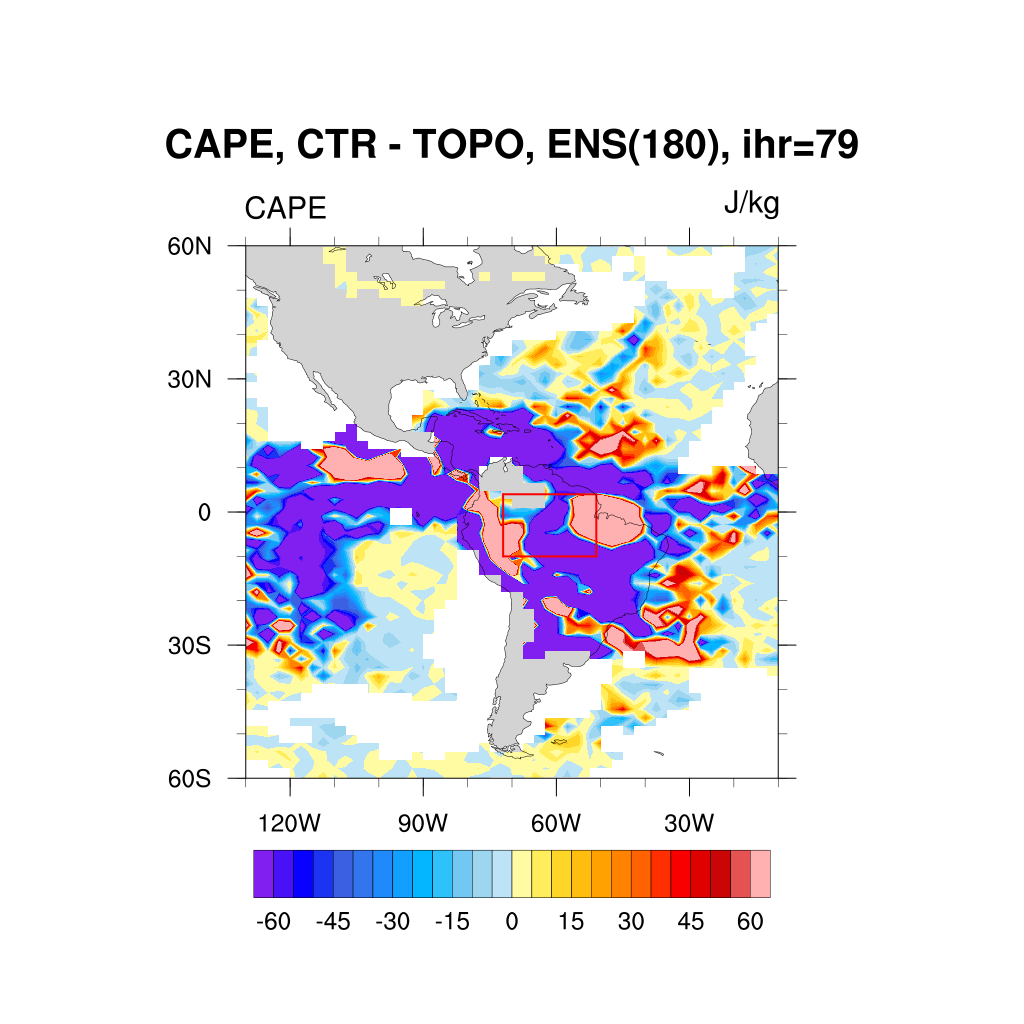 CAPE, CTR - TOPO, ENS(180), ihr=79
CAPE J/kg
60N
30N
0
30S
60S
120W 90W 60W 30W
-60 -45 -30 -15 0 15 30 45 60